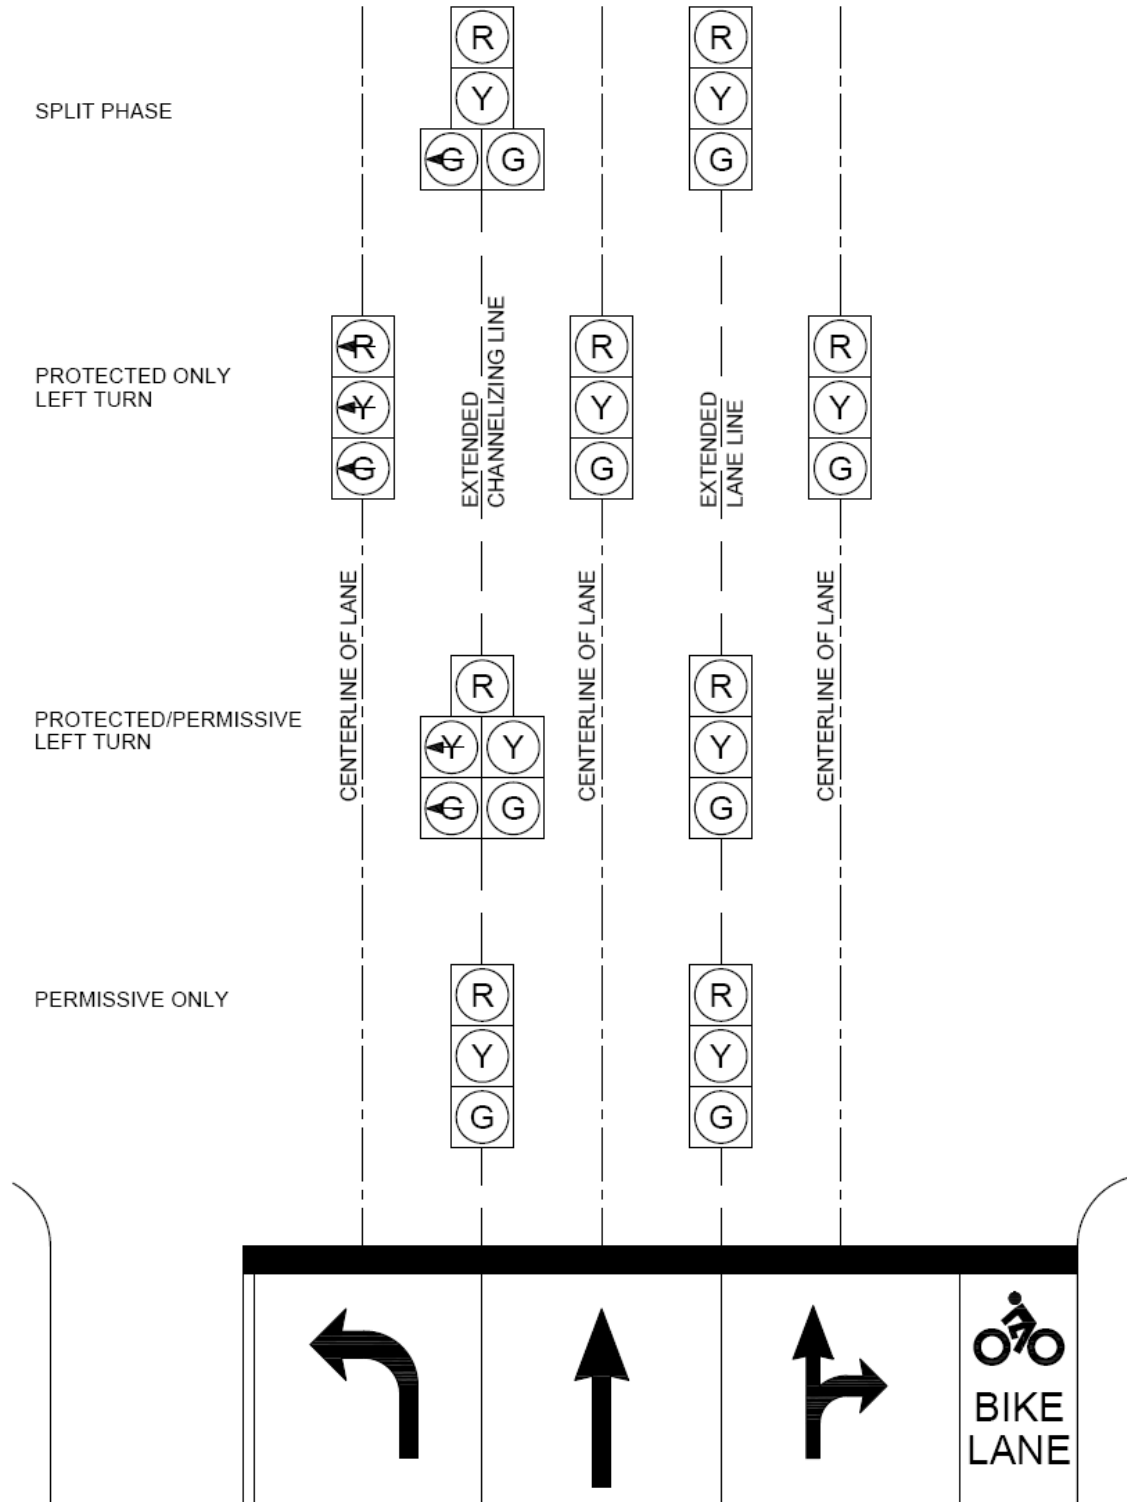 SPLIT PHASE
R
Y
G G
R
Y
G
PROTECTED ONLY
LEFT TURN
R
Y
G
EXTENDED
CHANNELIZING LINE
R
Y
G
EXTENDED
LANE LINE
R
Y
G
CENTERLINE OF LANE
CENTERLINE OF LANE
CENTERLINE OF LANE
PROTECTED/PERMISSIVE
LEFT TURN
R
Y Y
G G
R
Y
G
PERMISSIVE ONLY
R
Y
G
R
Y
G
BIKE
LANE